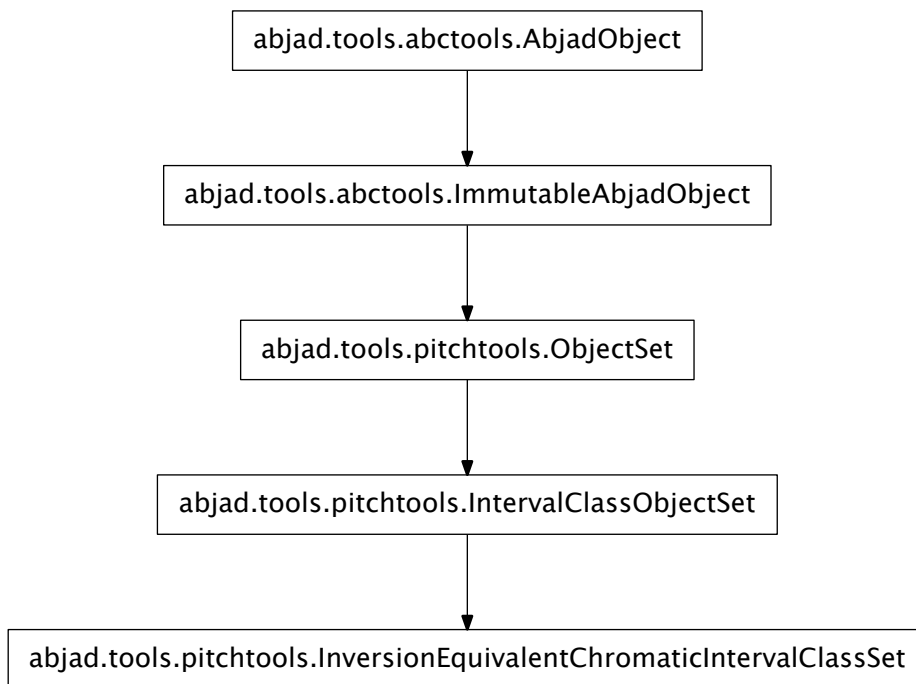 abjad.tools.abctools.AbjadObject
abjad.tools.abctools.ImmutableAbjadObject
abjad.tools.pitchtools.ObjectSet
abjad.tools.pitchtools.IntervalClassObjectSet
abjad.tools.pitchtools.InversionEquivalentChromaticIntervalClassSet